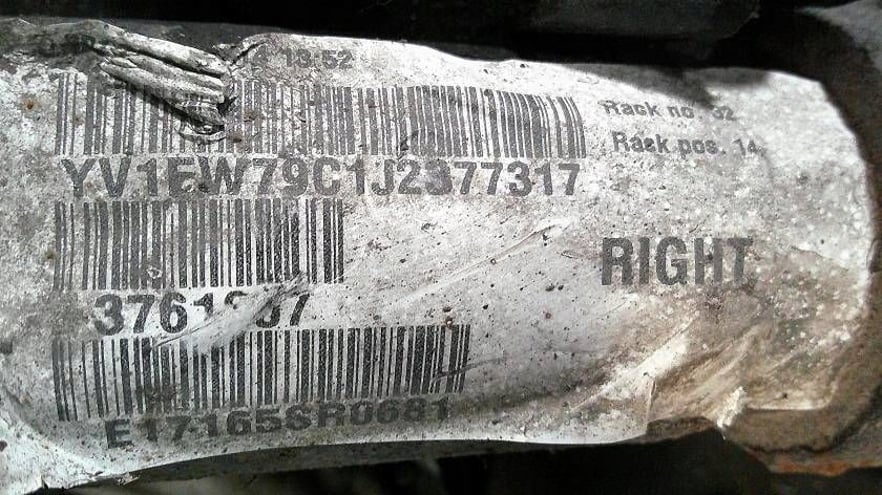 13:52
Rack no. 32
Rack pos. 14
YV1EW79C1J2377317
RIGHT
E17165SR0681